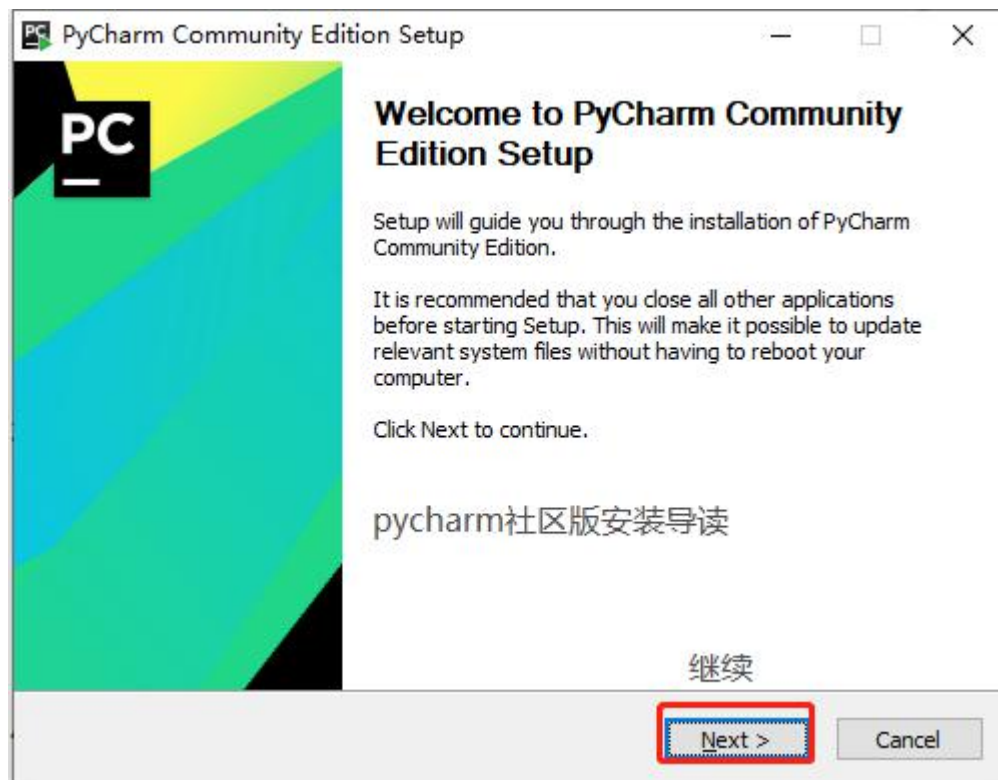 PyCharm Community Edition Setup
PC
Welcome to PyCharm Community
Edition Setup
Setup will guide you through the installation of PyCharm
Community Edition.
It is recommended that you close all other applications
before starting Setup. This will make it possible to update
relevant system files without having to reboot your
computer.
Click Next to continue.
pycharm社区版安装导读
继续
Next >
Cancel